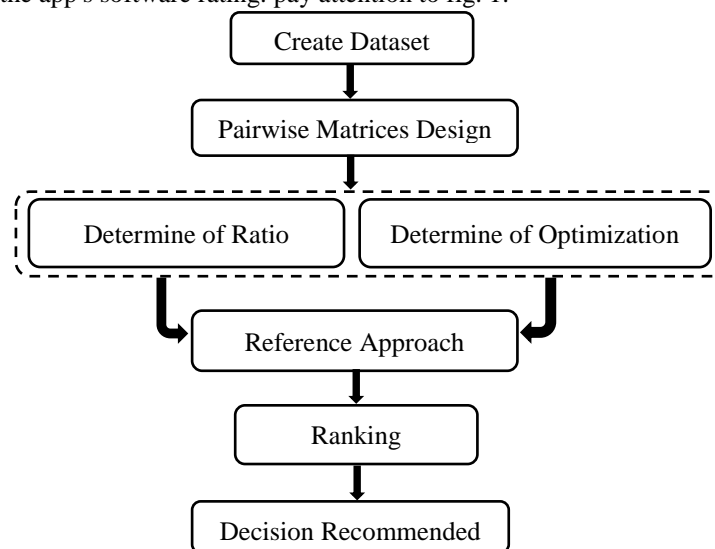 the app's software rating: pay attention to fig. 1.
Create Dataset
Pairwise Matrices Design
Determine of Ratio
Determine of Optimization
Reference Approach
Ranking
Decision Recommended